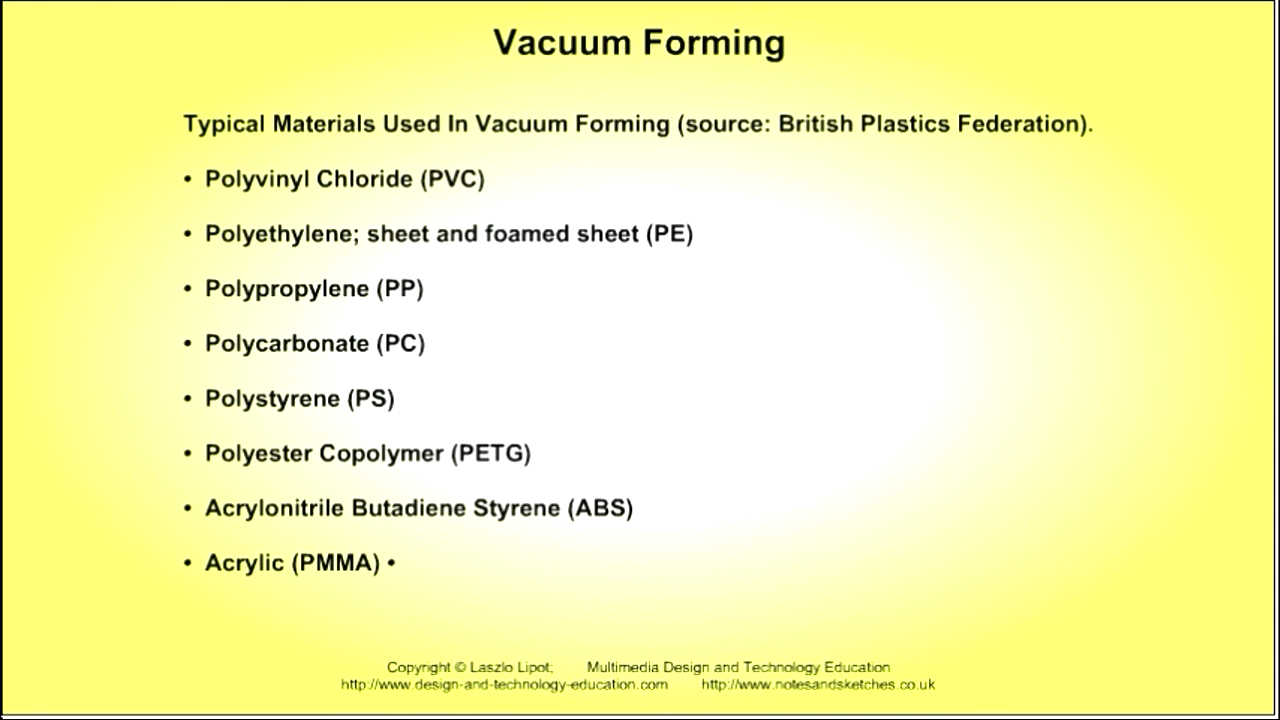 Vacuum Forming
Typical Materials Used In Vacuum Forming (source: British Plastics Federation).
• Polyvinyl Chloride (PVC)
• Polyethylene; sheet and foamed sheet (PE)
• Polypropylene (PP)
• Polycarbonate (PC)
• Polystyrene (PS)
• Polyester Copolymer (PETG)
• Acrylonitrile Butadiene Styrene (ABS)
• Acrylic (PMMA) •
Copyright © Laszlo Lipot; Multimedia Design and Technology Education
http://www.design-and-technology-education.com http://www.notesandsketches.co.uk